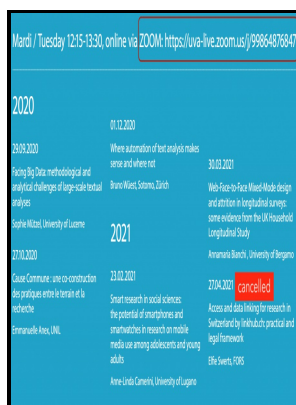 Mardi / Tuesday 12:15-13:30, online via ZOOM: https://uva-live.zoom.us/j/99864876847
2020
29.09.2020
Facing Big Data: methodological and
analytical challenges of large-scale textual
analyses
Sophie Mützel, University of Lucerne
27.10.2020
Cause Commune : une co-construction
des pratiques entre le terrain et la
recherche
Emmanuelle Anex, UNIL
01.12.2020
Where automation of text analysis makes
sense and where not
Bruno Wüest, Sotomo, Zürich
2021
23.02.2021
Smart research in social sciences:
the potential of smartphones and
smartwatches in research on mobile
media use among adolescents and young
adults
Anne-Linda Camerini, University of Lugano
30.03.2021
Web-Face-to-Face Mixed-Mode design
and attrition in longitudinal surveys:
some evidence from the UK Household
Longitudinal Study
Annamaria Bianchi , University of Bergamo
27.04.2021 cancelled
Access and data linking for research in
Switzerland by linkhub.ch: practical and
legal framework
Elfie Swerts, FORS